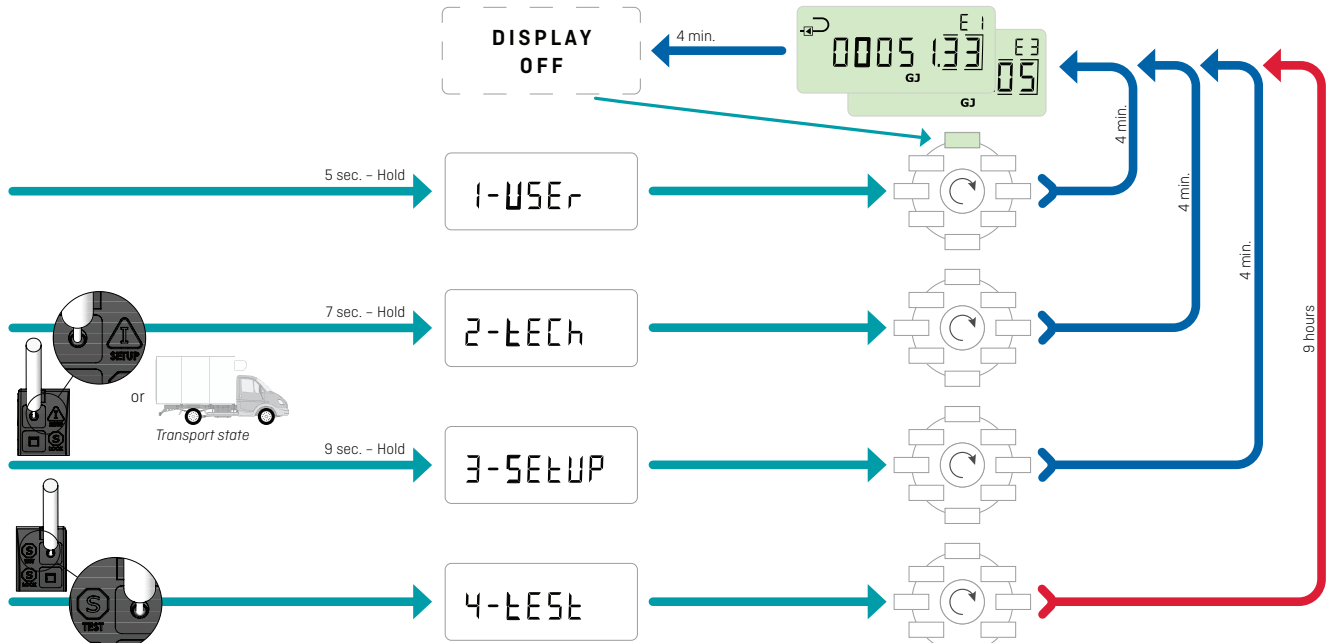 DISPLAY
OFF
4 min.
E1
00051.33
GJ
E3
05
GJ
4 min.
4 min.
4 min.
9 hours
5 sec. – Hold
1-USEr
7 sec. – Hold
2-tECh
SETUP
or
Transport state
9 sec. – Hold
3-SEtUP
S
TEST
4-tESt